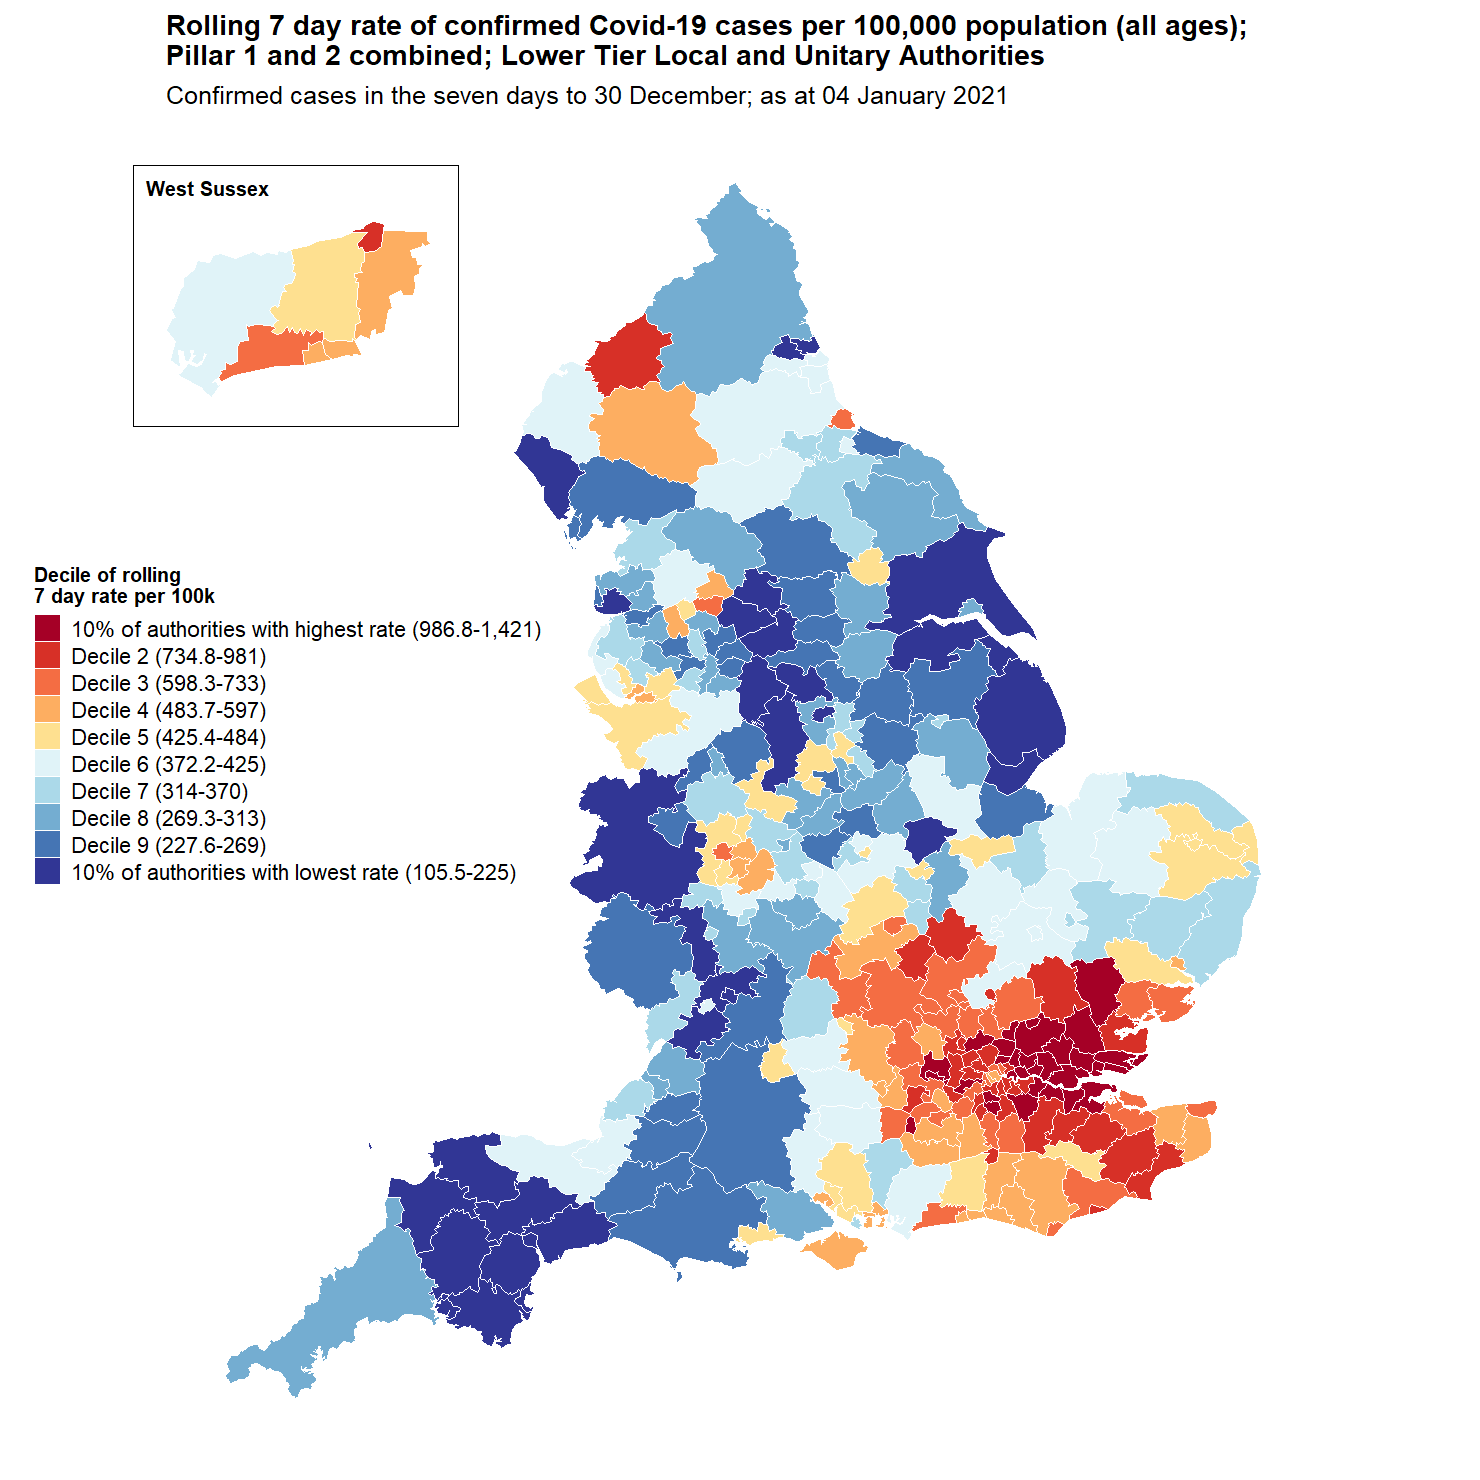 Rolling 7 day rate of confirmed Covid-19 cases per 100,000 population (all ages);
Pillar 1 and 2 combined; Lower Tier Local and Unitary Authorities
Confirmed cases in the seven days to 30 December; as at 04 January 2021
West Sussex
Decile of rolling
7 day rate per 100k
10% of authorities with highest rate (986.8-1,421)
Decile 2 (734.8-981)
Decile 3 (598.3-733)
Decile 4 (483.7-597)
Decile 5 (425.4-484)
Decile 6 (372.2-425)
Decile 7 (314-370)
Decile 8 (269.3-313)
Decile 9 (227.6-269)
10% of authorities with lowest rate (105.5-225)